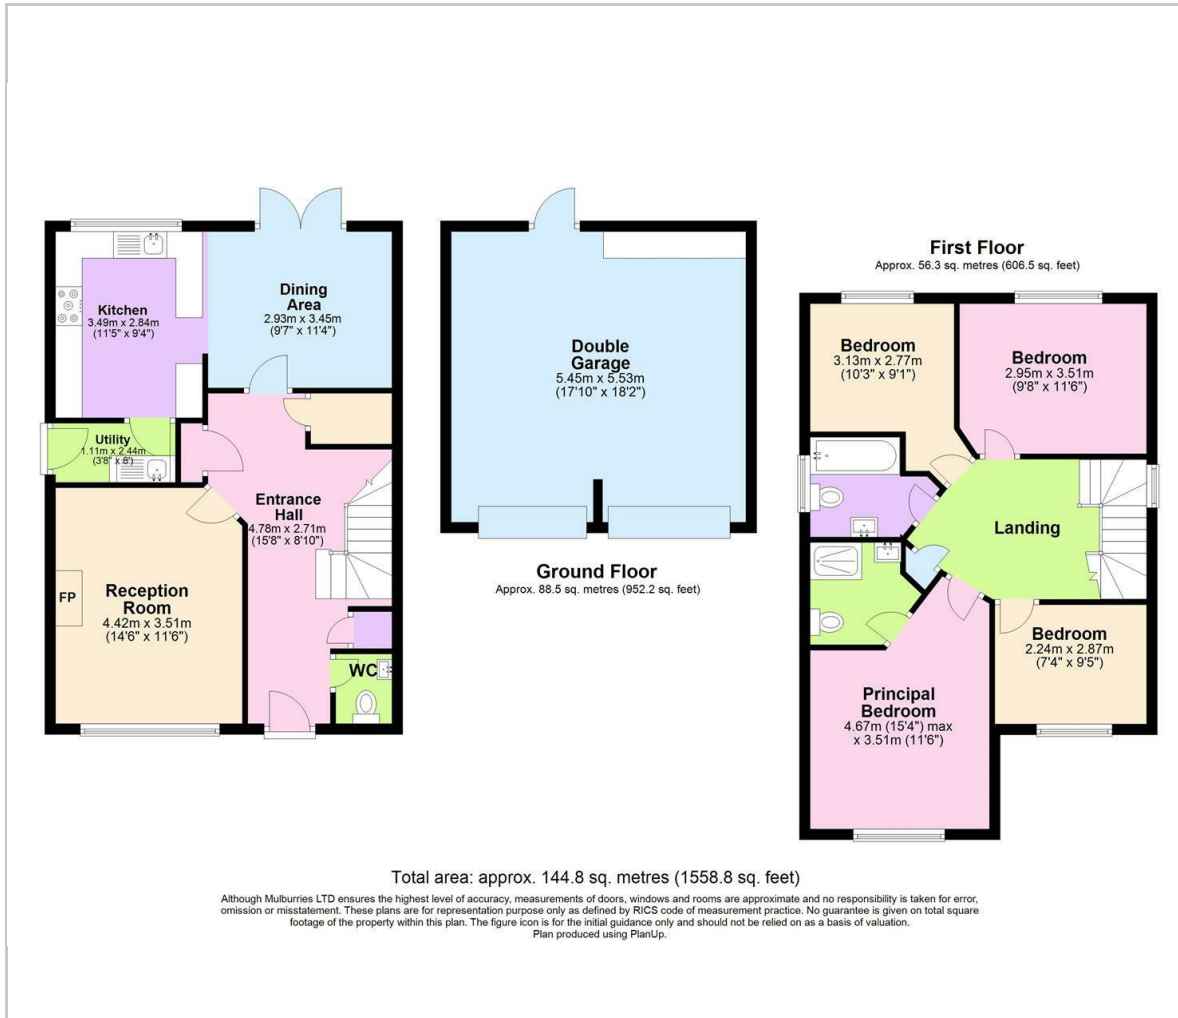 Kitchen
3.49m x 2.84m
(11'5" x 9'4")
Dining
Area
2.93m x 3.45m
(9'7" x 11'4")
Utility
1.11m x 2.44m
(3'8" x 8')
Entrance
Hall
4.78m x 2.71m
(15'8" x 8'10")
FP
Reception
Room
4.42m x 3.51m
(14'6" x 11'6")
WC
Double
Garage
5.45m x 5.53m
(17'10" x 18'2")
Ground Floor
Approx. 88.5 sq. metres (952.2 sq. feet)
First Floor
Approx. 56.3 sq. metres (606.5 sq. feet)
Bedroom
3.13m x 2.77m
(10'3" x 9'1")
Bedroom
2.95m x 3.51m
(9'8" x 11'6")
Landing
Bedroom
2.24m x 2.87m
(7'4" x 9'5")
Principal
Bedroom
4.67m (15'4") max
x 3.51m (11'6")
Total area: approx. 144.8 sq. metres (1558.8 sq. feet)
Although Mulburries LTD ensures the highest level of accuracy, measurements of doors, windows and rooms are approximate and no responsibility is taken for error,
omission or misstatement. These plans are for representation purpose only as defined by RICS code of measurement practice. No guarantee is given on total square
footage of the property within this plan. The figure icon is for the initial guidance only and should not be relied on as a basis of valuation.
Plan produced using PlanUp.